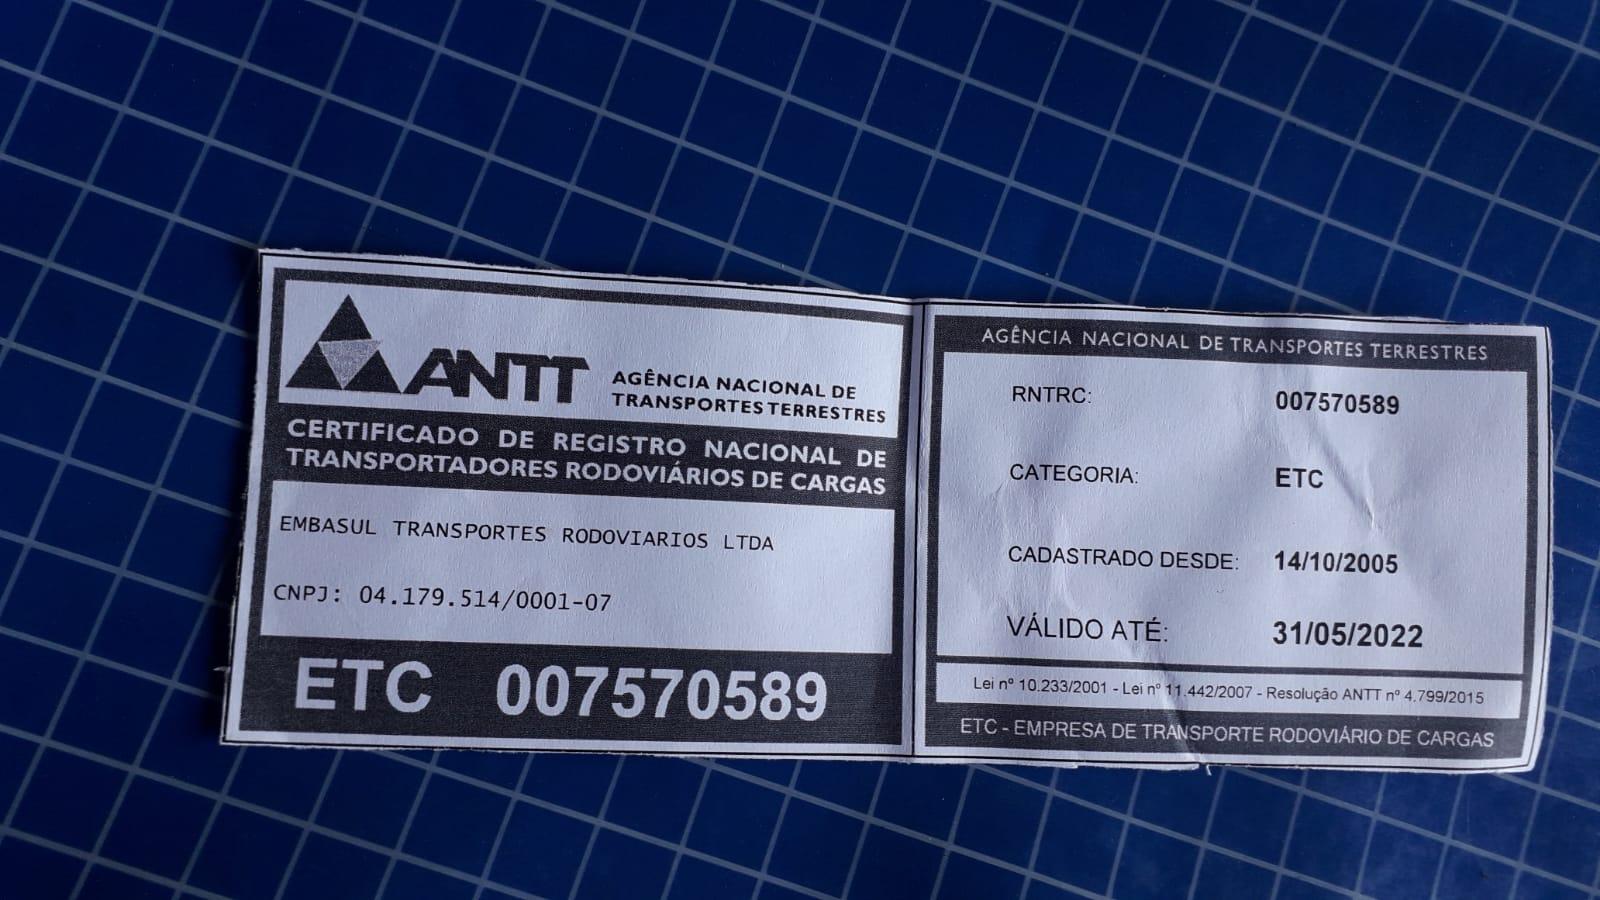 ANTT
AGÊNCIA NACIONAL DE
TRANSPORTES TERRESTRES
CERTIFICADO DE REGISTRO NACIONAL DE
TRANSPORTADORES RODOVIÁRIOS DE CARGAS
EMBASUL TRANSPORTES RODOVIARIOS LTDA
CNPJ: 04.179.514/0001-07
ETC 007570589
AGÊNCIA NACIONAL DE TRANSPORTES TERRESTRES
RNTRC: 007570589
CATEGORIA: ETC
CADASTRADO DESDE: 14/10/2005
VÁLIDO ATÉ: 31/05/2022
Lei nº 10.233/2001 - Lei nº 11.442/2007 - Resolução ANTT nº 4.799/2015
ETC - EMPRESA DE TRANSPORTE RODOVIÁRIO DE CARGAS